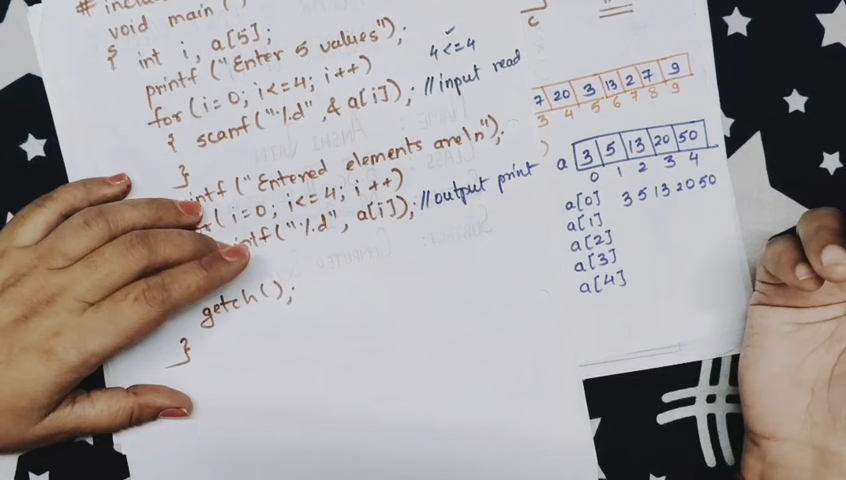 # inclu
void main (
{ int i, a[5];
printf ("Enter 5 values");
for (i=0; i<=4; i++)
{ scanf ("%d", & a[i]); //input read
}
intf ("Entered elements are\n");
( i=0; i<=4; i++)
intf ("%d", a[i]); //output print
getch();
}
c
4<=4
7 20 3 13 2 7 9
3 4 5 6 7 8 9
a 3 5 13 20 50
0 1 2 3 4
a[0] 3 5 13 20 50
a[1]
a[2]
a[3]
a[4]